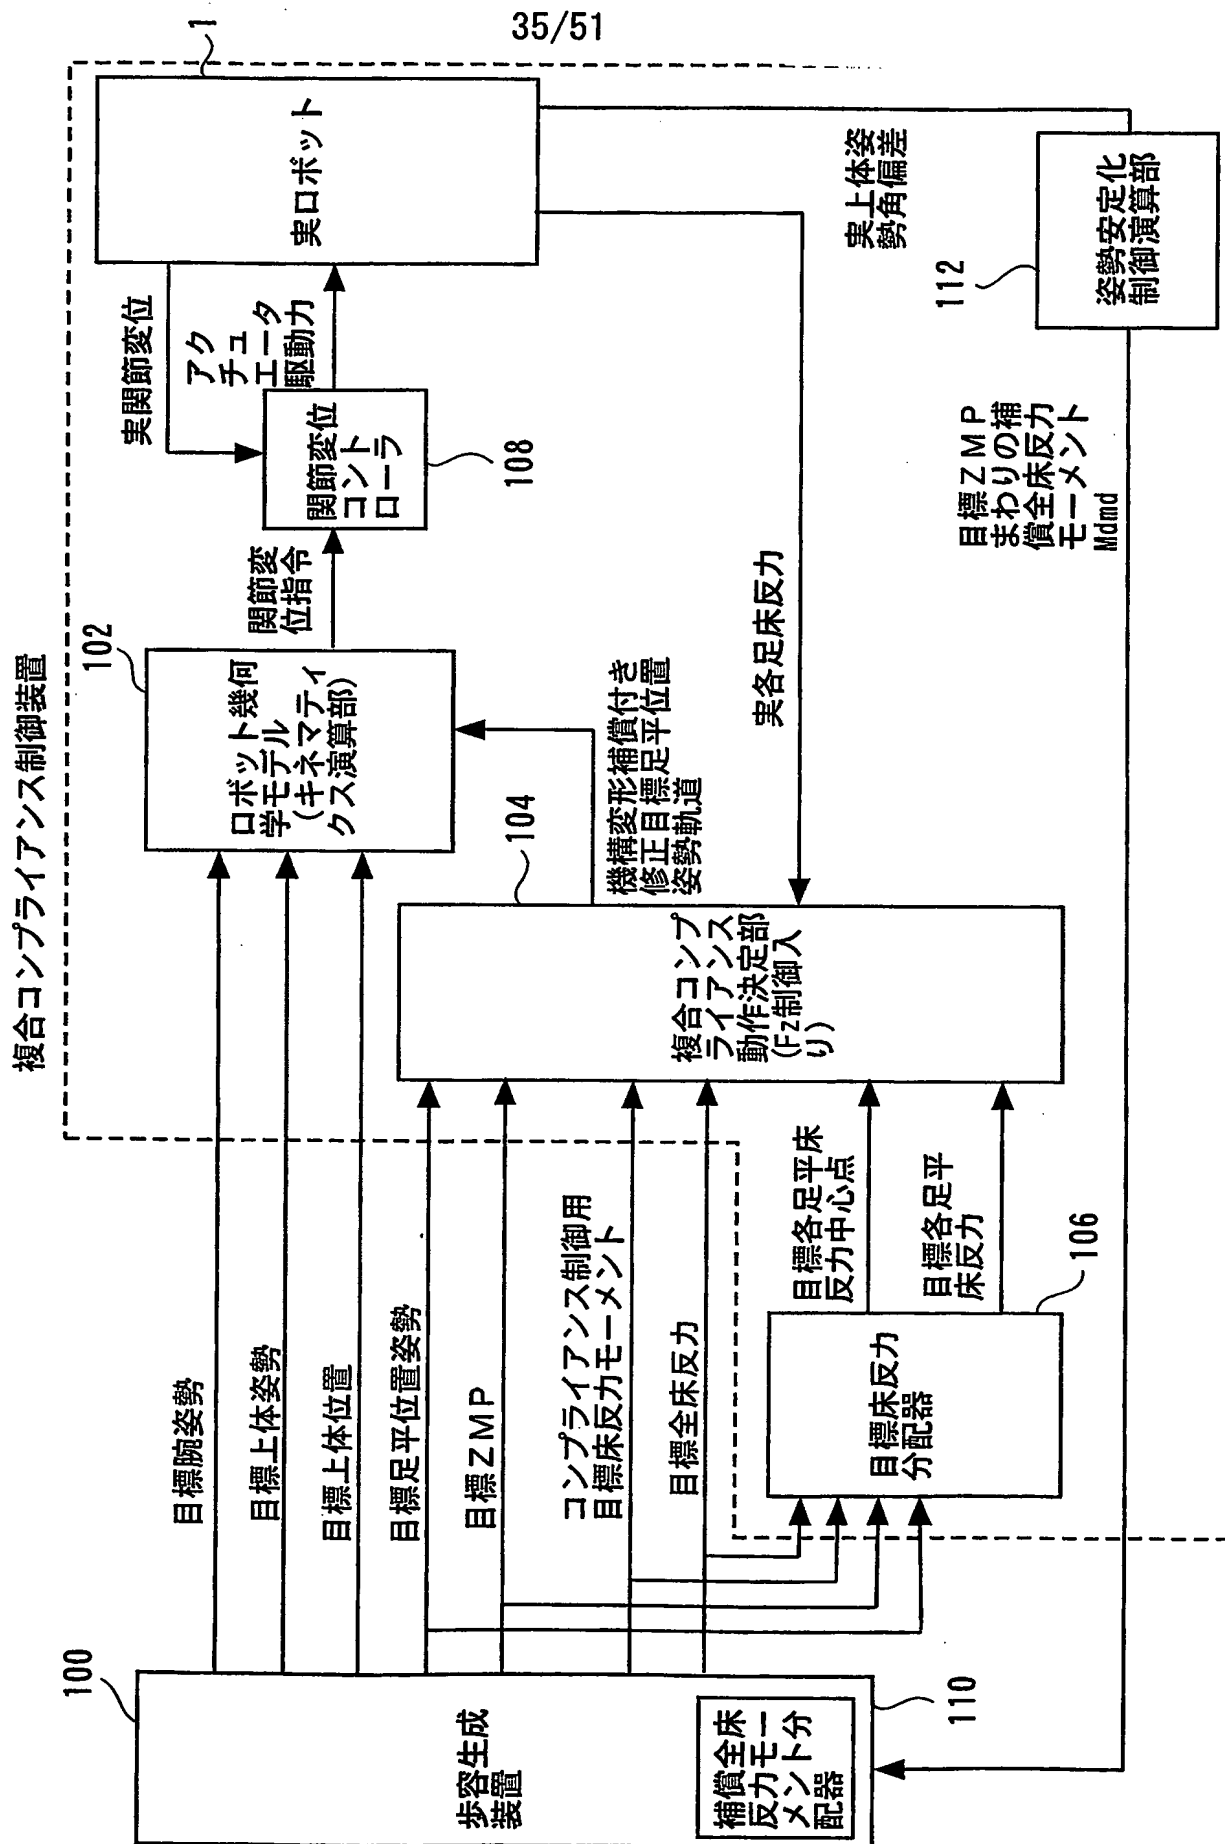 35/51
複合コンプライアンス制御装置
100
歩容生成
装置
補償全床
反力モー
メント分
配器
110
目標腕姿勢
目標上体姿勢
目標上体位置
目標足平位置姿勢
目標ZMP
コンプライアンス制御用
目標床反力モーメント
目標全床反力
目標床反力
分配器
106
目標各足平床
反力中心点
目標各足平
床反力
102
ロボット幾何
学モデル
(キネマティ
クス演算部)
104
複合コンプ
ライアンス
動作決定部
(Fz制御入
り)
機構変形補償付き
修正目標足平位置
姿勢軌道
関節変
位指令
関節変位
コント
ローラ
108
実関節変位
アク
チュ
エータ
駆動力
実ロボット
1
実各足床反力
実上体姿
勢角偏差
112
姿勢安定化
制御演算部
目標ZMP
まわりの補
償全床反力
モーメント
Mdmd